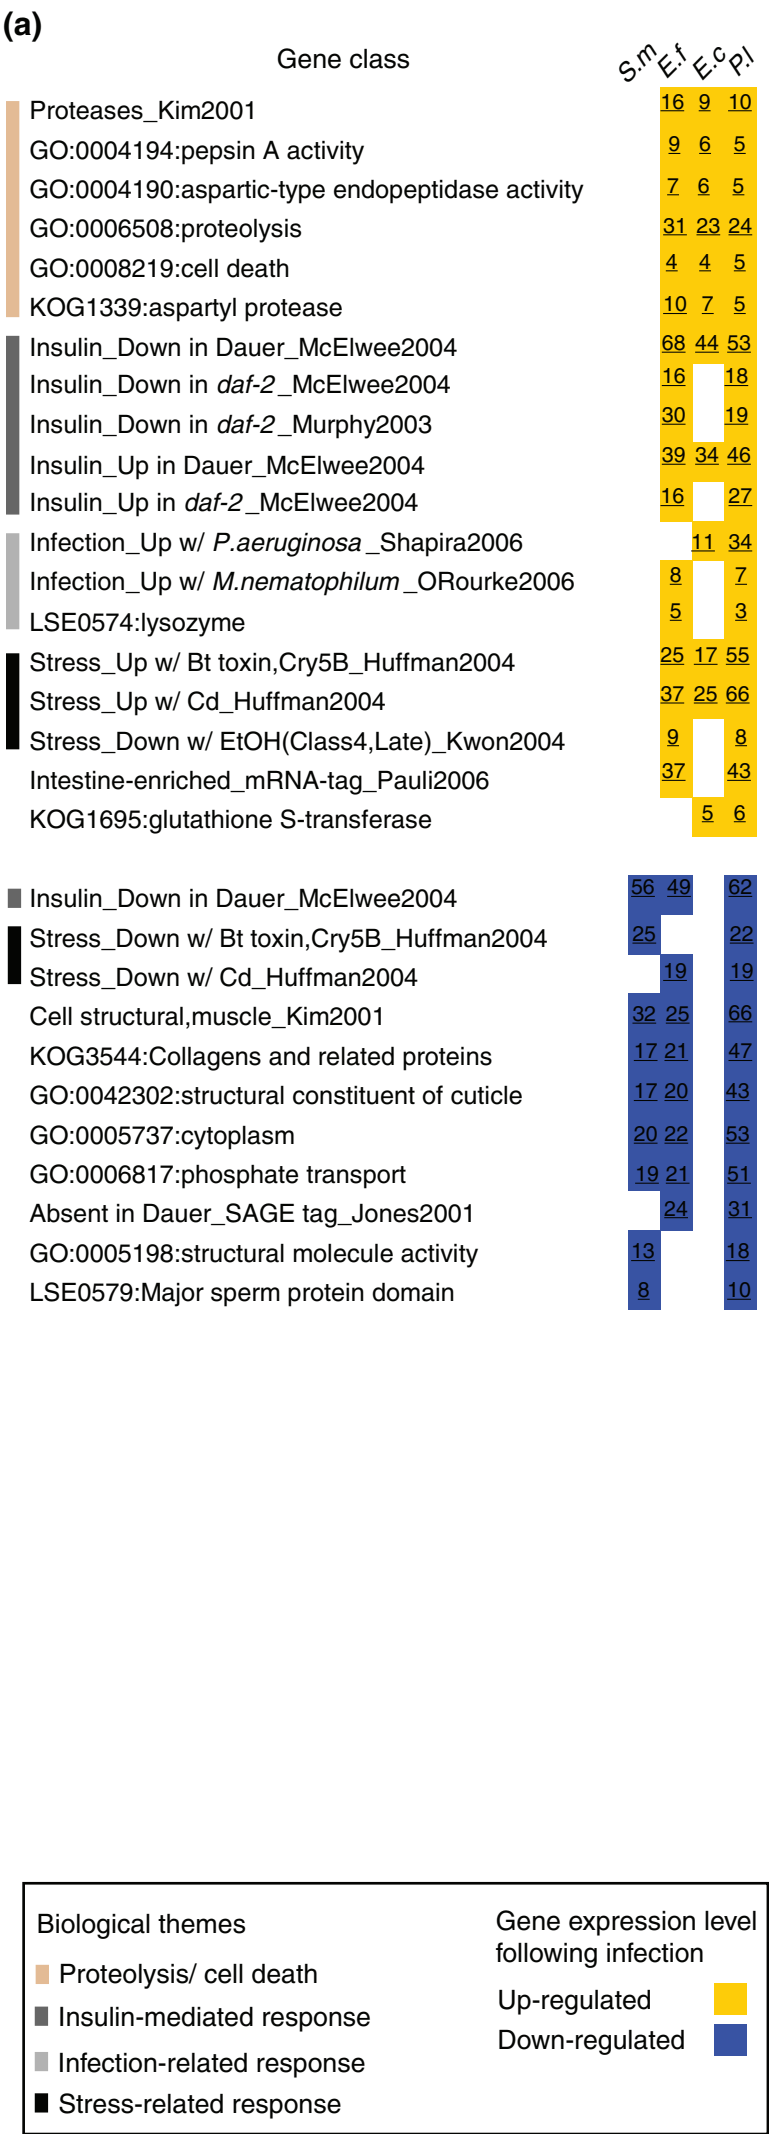 (a)
Gene class S.m E.f E.c P.l
Proteases_Kim2001 16 9 10
GO:0004194:pepsin A activity 9 6 5
GO:0004190:aspartic-type endopeptidase activity 7 6 5
GO:0006508:proteolysis 31 23 24
GO:0008219:cell death 4 4 5
KOG1339:aspartyl protease 10 7 5
Insulin_Down in Dauer_McElwee2004 68 44 53
Insulin_Down in daf-2_McElwee2004 16 18
Insulin_Down in daf-2_Murphy2003 30 19
Insulin_Up in Dauer_McElwee2004 39 34 46
Insulin_Up in daf-2_McElwee2004 16 27
Infection_Up w/ P.aeruginosa_Shapira2006 11 34
Infection_Up w/ M.nematophilum_ORourke2006 8 7
LSE0574:lysozyme 5 3
Stress_Up w/ Bt toxin,Cry5B_Huffman2004 25 17 55
Stress_Up w/ Cd_Huffman2004 37 25 66
Stress_Down w/ EtOH(Class4,Late)_Kwon2004 9 8
Intestine-enriched_mRNA-tag_Pauli2006 37 43
KOG1695:glutathione S-transferase 5 6
Insulin_Down in Dauer_McElwee2004 56 49 62
Stress_Down w/ Bt toxin,Cry5B_Huffman2004 25 22
Stress_Down w/ Cd_Huffman2004 19 19
Cell structural,muscle_Kim2001 32 25 66
KOG3544:Collagens and related proteins 17 21 47
GO:0042302:structural constituent of cuticle 17 20 43
GO:0005737:cytoplasm 20 22 53
GO:0006817:phosphate transport 19 21 51
Absent in Dauer_SAGE tag_Jones2001 24 31
GO:0005198:structural molecule activity 13 18
LSE0579:Major sperm protein domain 8 10
Biological themes
Proteolysis/ cell death
Insulin-mediated response
Infection-related response
Stress-related response
Gene expression level
following infection
Up-regulated
Down-regulated